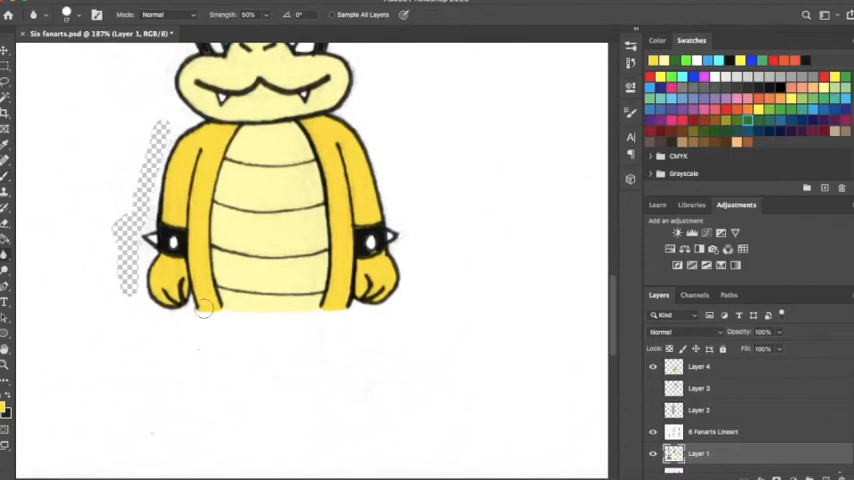 17
Mode: Normal
Strength: 50%
0°
Sample All Layers
Six fanarts.psd @ 187% (Layer 1, RGB/8) *
Color
Swatches
CMYK
Grayscale
Learn
Libraries
Adjustments
Add an adjustment
Layers
Channels
Paths
Kind
Normal
Opacity: 100%
Lock:
Fill: 100%
Layer 4
Layer 3
Layer 2
6 Fanarts Lineart
Layer 1